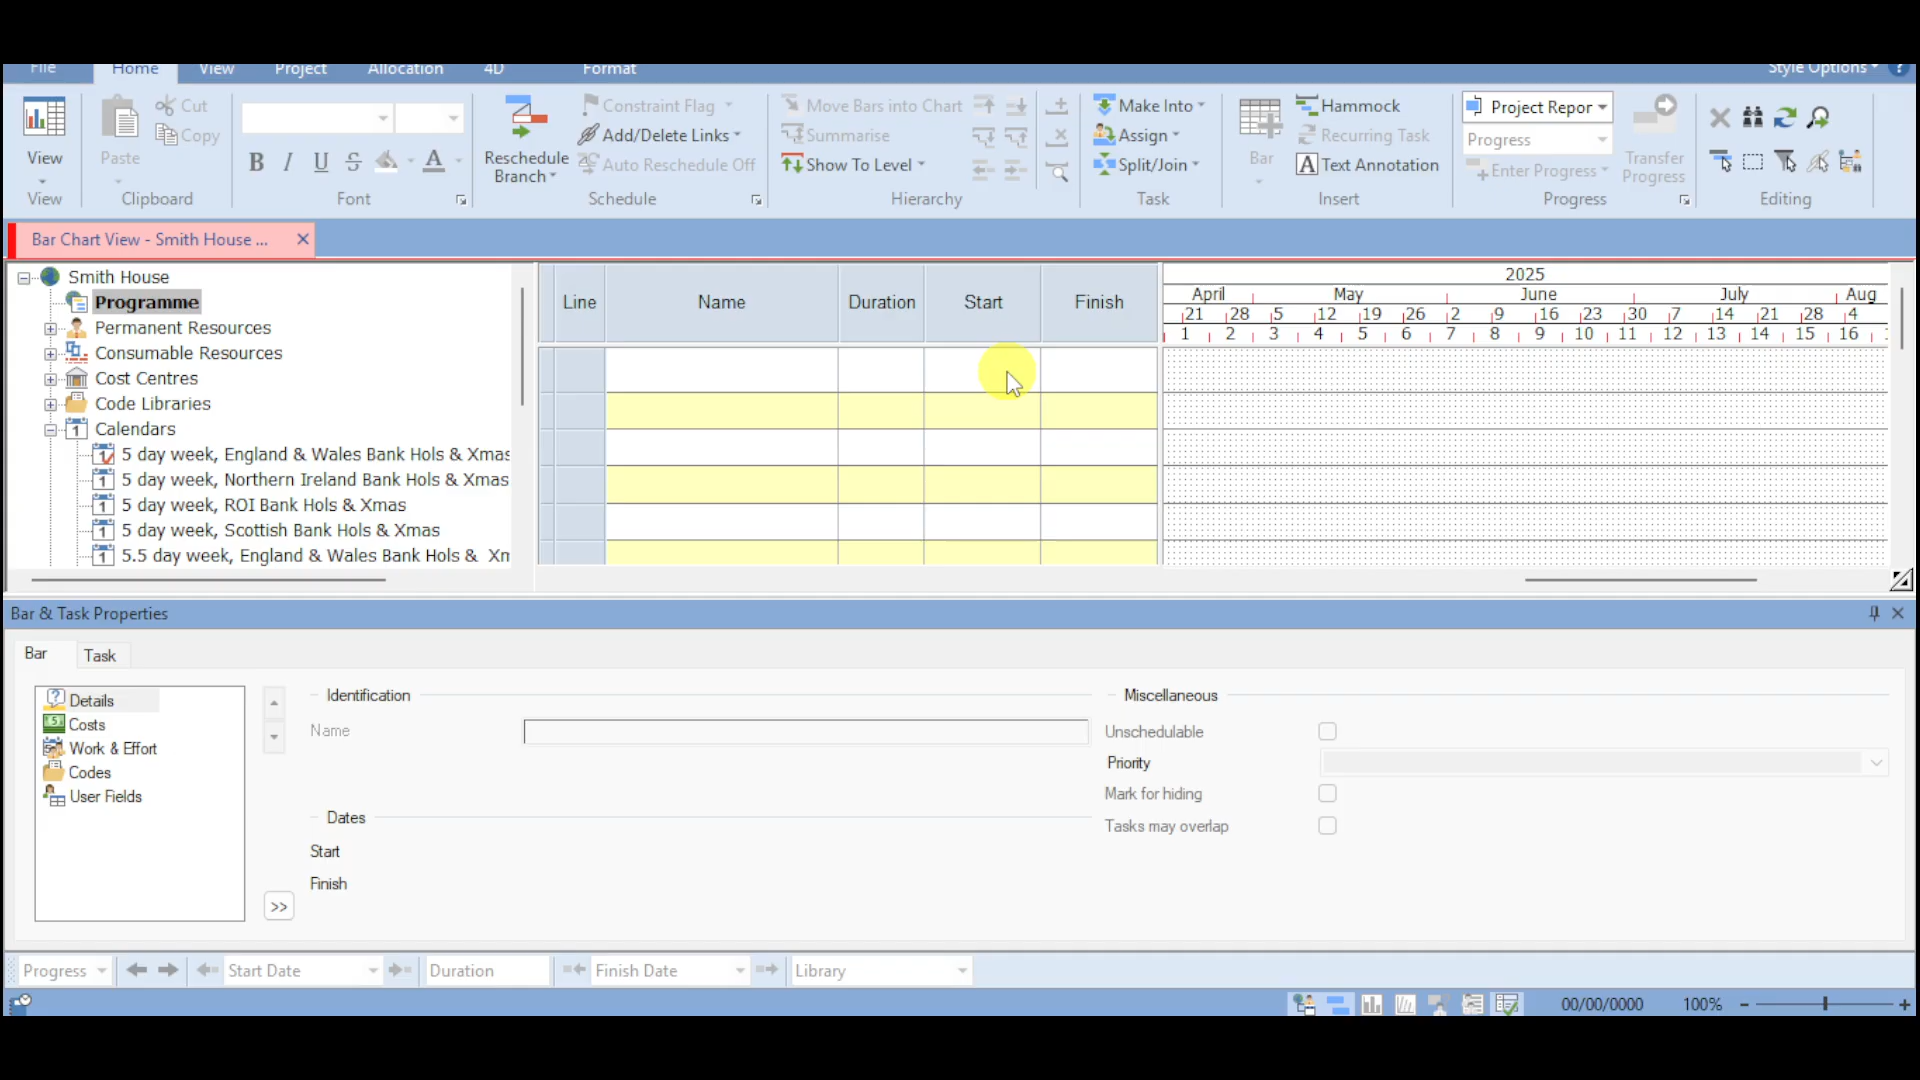 File Home View Project Allocation 4D Format Style Options
View Paste Cut Copy
B I U S A
View Clipboard Font
Reschedule Branch Constraint Flag
Add/Delete Links
Auto Reschedule Off
Schedule
Move Bars into Chart
Summarise
Show To Level
Hierarchy
Make Into
Assign
Split/Join
Task
Bar Hammock
Recurring Task
A Text Annotation
Insert
Project Repor
Progress
Enter Progress
Transfer Progress
Progress
Editing
Bar Chart View - Smith House ...
Smith House
Programme
Permanent Resources
Consumable Resources
Cost Centres
Code Libraries
Calendars
5 day week, England & Wales Bank Hols & Xmas
5 day week, Northern Ireland Bank Hols & Xmas
5 day week, ROI Bank Hols & Xmas
5 day week, Scottish Bank Hols & Xmas
5.5 day week, England & Wales Bank Hols & Xm
Line Name Duration Start Finish
2025
April May June July Aug
21 28 5 12 19 26 2 9 16 23 30 7 14 21 28 4
1 2 3 4 5 6 7 8 9 10 11 12 13 14 15 16
Bar & Task Properties
Bar Task
Details
Costs
Work & Effort
Codes
User Fields
>>
Identification
Name
Dates
Start
Finish
Miscellaneous
Unschedulable
Priority
Mark for hiding
Tasks may overlap
Progress Start Date Duration Finish Date Library
00/00/0000 100%